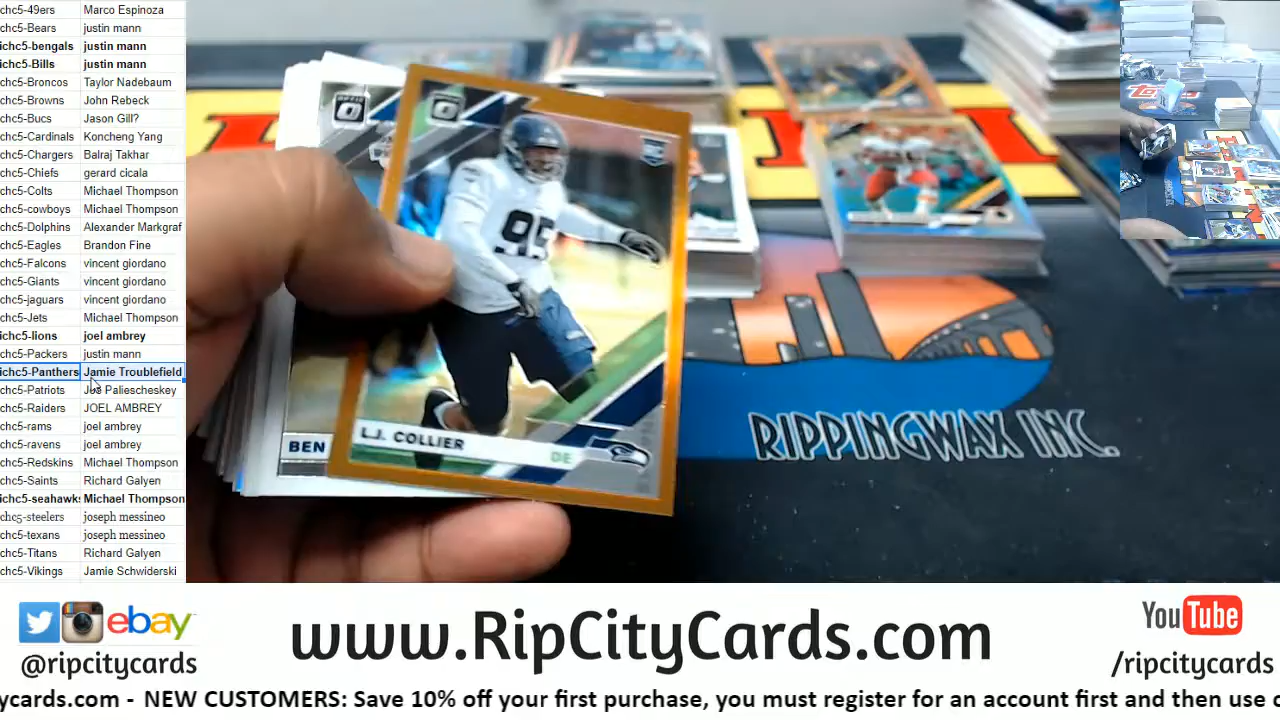 chc5-49ers Marco Espinoza
chc5-Bears justin mann
ichc5-bengals justin mann
ichc5-Bills justin mann
chc5-Broncos Taylor Nadebaum
chc5-Browns John Rebeck
chc5-Bucs Jason Gill?
chc5-Cardinals Koncheng Yang
chc5-Chargers Balraj Takhar
chc5-Chiefs gerard cicala
chc5-Colts Michael Thompson
chc5-cowboys Michael Thompson
chc5-Dolphins Alexander Markgraf
chc5-Eagles Brandon Fine
chc5-Falcons vincent giordano
chc5-Giants vincent giordano
chc5-jaguars vincent giordano
chc5-Jets Michael Thompson
ichc5-lions joel ambrey
chc5-Packers justin mann
ichc5-Panthers Jamie Troublefield
chc5-Patriots Joe Paliescheskey
chc5-Raiders JOEL AMBREY
chc5-rams joel ambrey
chc5-ravens joel ambrey
chc5-Redskins Michael Thompson
chc5-Saints Richard Galyen
ichc5-seahawk Michael Thompson
chc5-steelers joseph messineo
chc5-texans joseph messineo
chc5-Titans Richard Galyen
chc5-Vikings Jamie Schwiderski
95
BEN
L.J. COLLIER
DE
RIPPINGWAX INC.
ebay
@ripcitycards
www.RipCityCards.com
YouTube
/ripcitycards
ycards.com - NEW CUSTOMERS: Save 10% off your first purchase, you must register for an account first and then use